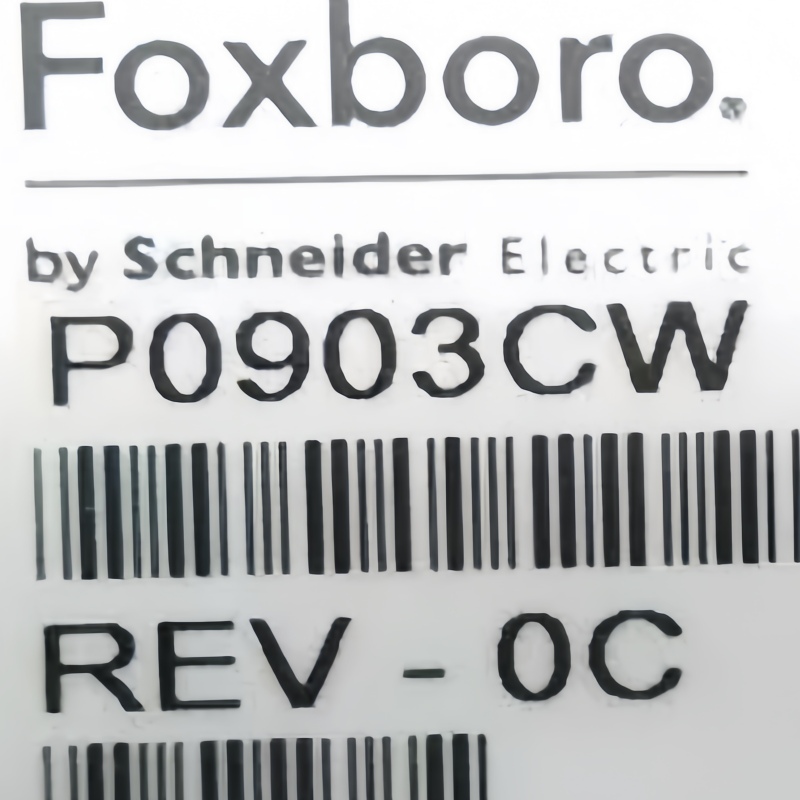 Foxboro.
by Schneider Electric
P0903CW
REV - 0C